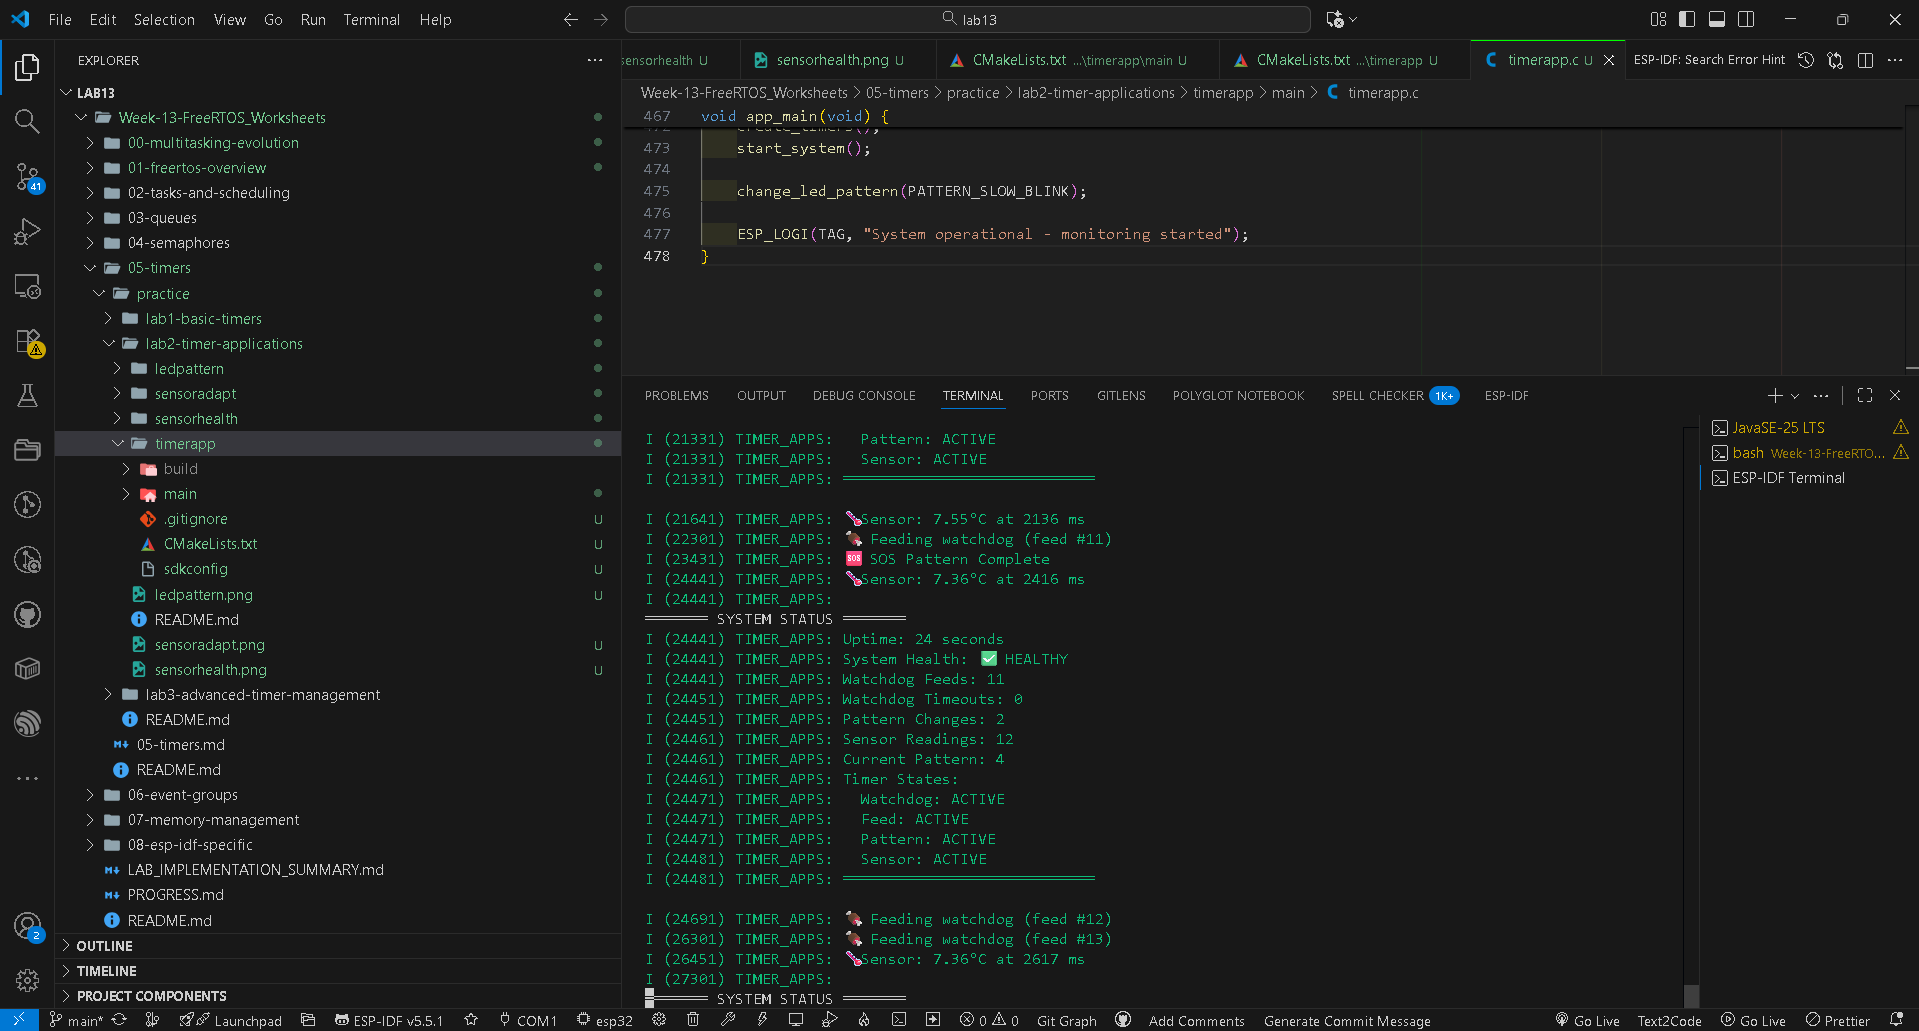 File Edit Selection View Go Run Terminal Help
lab13
EXPLORER
LAB13
Week-13-FreeRTOS_Worksheets
00-multitasking-evolution
01-freertos-overview
02-tasks-and-scheduling
03-queues
04-semaphores
05-timers
practice
lab1-basic-timers
lab2-timer-applications
ledpattern
sensoradapt
sensorhealth
timerapp
build
main
.gitignore U
CMakeLists.txt U
sdkconfig U
ledpattern.png U
README.md
sensoradapt.png U
sensorhealth.png U
lab3-advanced-timer-management
README.md
05-timers.md
README.md
06-event-groups
07-memory-management
08-esp-idf-specific
LAB_IMPLEMENTATION_SUMMARY.md
PROGRESS.md
README.md
OUTLINE
TIMELINE
PROJECT COMPONENTS
41
2
sensorhealth U
sensorhealth.png U
CMakeLists.txt ...\timerapp\main U
CMakeLists.txt ...\timerapp U
timerapp.c U
ESP-IDF: Search Error Hint
Week-13-FreeRTOS_Worksheets > 05-timers > practice > lab2-timer-applications > timerapp > main > C timerapp.c
467 void app_main(void) {
472 create_timers();
473 start_system();
474
475 change_led_pattern(PATTERN_SLOW_BLINK);
476
477 ESP_LOGI(TAG, "System operational - monitoring started");
478 }
PROBLEMS OUTPUT DEBUG CONSOLE TERMINAL PORTS GITLENS POLYGLOT NOTEBOOK SPELL CHECKER 1K+ ESP-IDF
I (21331) TIMER_APPS: Pattern: ACTIVE
I (21331) TIMER_APPS: Sensor: ACTIVE
I (21331) TIMER_APPS: ════════════════════════════
I (21641) TIMER_APPS: 🌡️Sensor: 7.55°C at 2136 ms
I (22301) TIMER_APPS: 🍖 Feeding watchdog (feed #11)
I (23431) TIMER_APPS: 🆘 SOS Pattern Complete
I (24441) TIMER_APPS: 🌡️Sensor: 7.36°C at 2416 ms
I (24441) TIMER_APPS:
═══════ SYSTEM STATUS ═══════
I (24441) TIMER_APPS: Uptime: 24 seconds
I (24441) TIMER_APPS: System Health: ✅ HEALTHY
I (24441) TIMER_APPS: Watchdog Feeds: 11
I (24451) TIMER_APPS: Watchdog Timeouts: 0
I (24451) TIMER_APPS: Pattern Changes: 2
I (24461) TIMER_APPS: Sensor Readings: 12
I (24461) TIMER_APPS: Current Pattern: 4
I (24461) TIMER_APPS: Timer States:
I (24471) TIMER_APPS: Watchdog: ACTIVE
I (24471) TIMER_APPS: Feed: ACTIVE
I (24471) TIMER_APPS: Pattern: ACTIVE
I (24481) TIMER_APPS: Sensor: ACTIVE
I (24481) TIMER_APPS: ════════════════════════════
I (24691) TIMER_APPS: 🍖 Feeding watchdog (feed #12)
I (26301) TIMER_APPS: 🍖 Feeding watchdog (feed #13)
I (26451) TIMER_APPS: 🌡️Sensor: 7.36°C at 2617 ms
I (27301) TIMER_APPS:
═══════ SYSTEM STATUS ═══════
JavaSE-25 LTS
bash Week-13-FreeRTO...
ESP-IDF Terminal
main* Launchpad ESP-IDF v5.5.1 COM1 esp32 0 0 Git Graph Add Comments Generate Commit Message Go Live Text2Code Go Live Prettier